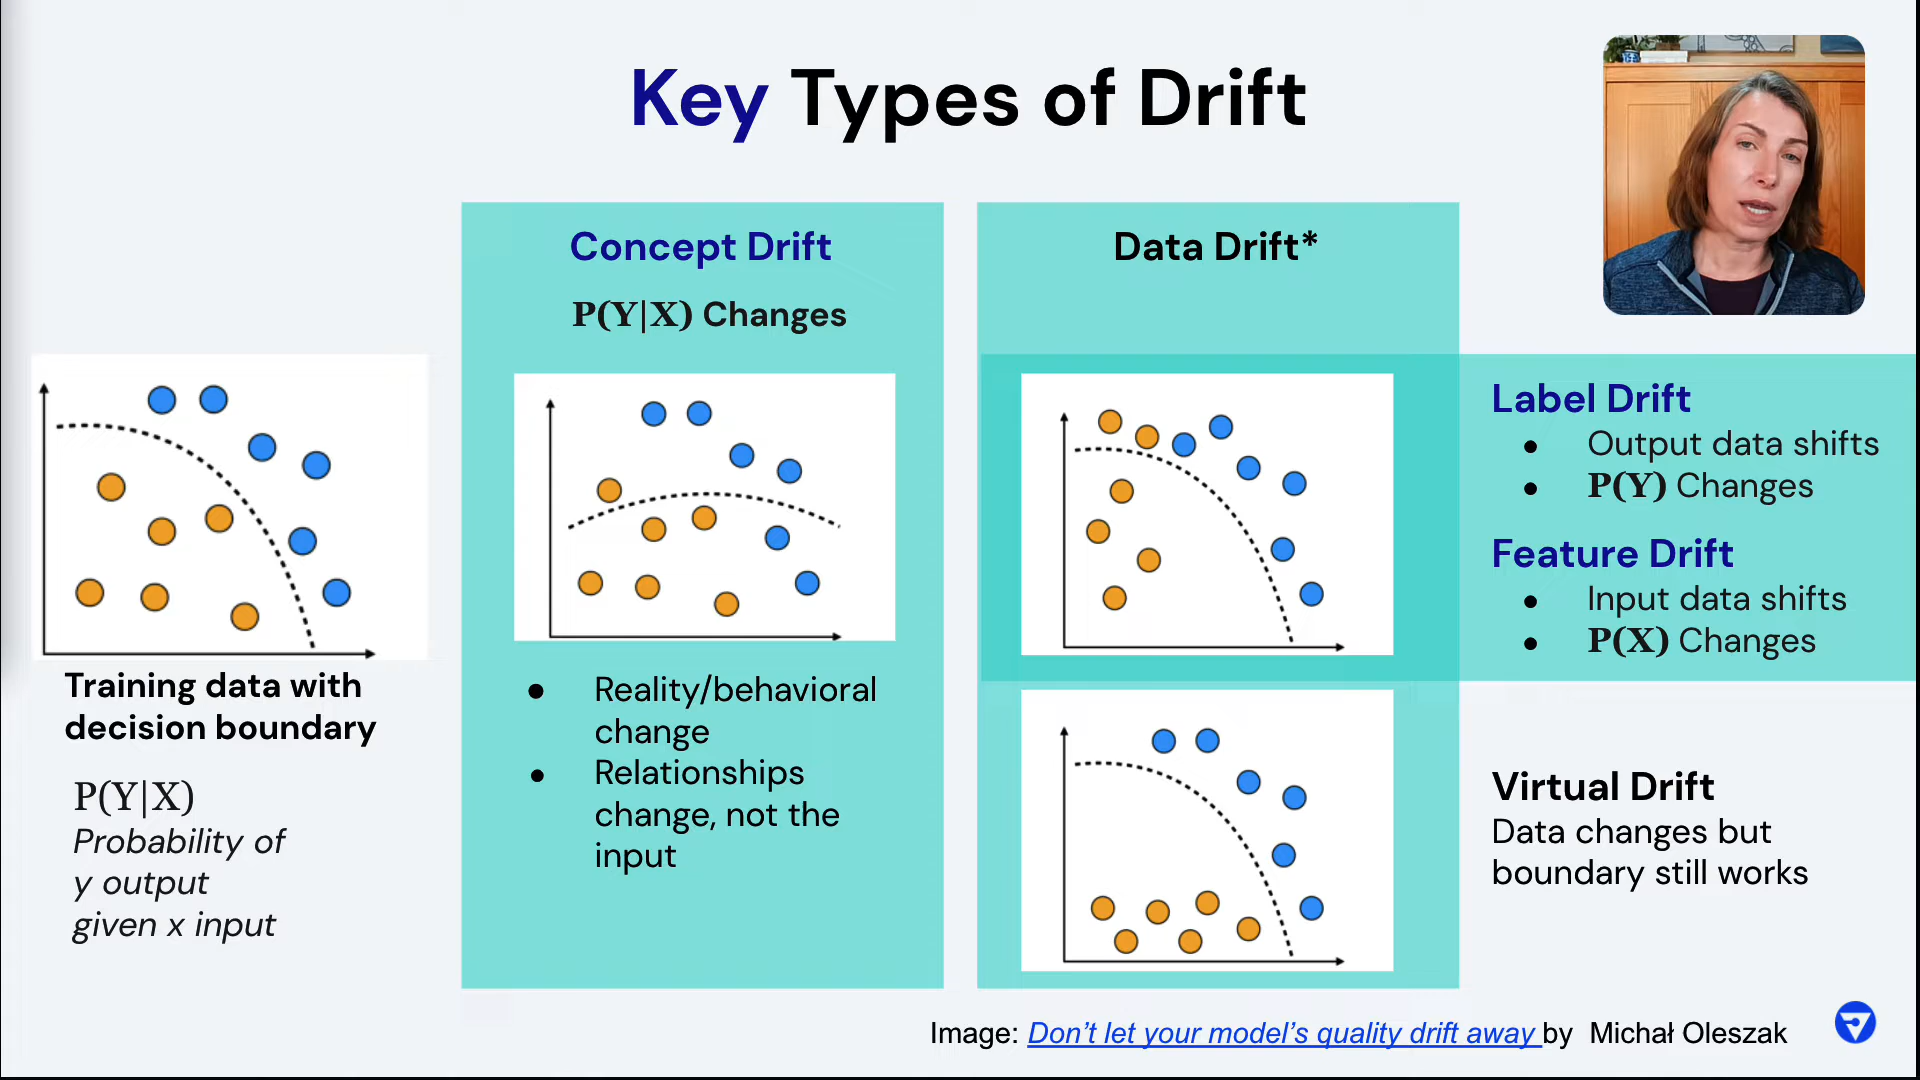 Key Types of Drift
Concept Drift
P(Y|X) Changes
Reality/behavioral
change
Relationships
change, not the
input
Data Drift*
Label Drift
Output data shifts
P(Y) Changes
Feature Drift
Input data shifts
P(X) Changes
Virtual Drift
Data changes but
boundary still works
Training data with
decision boundary
P(Y|X)
Probability of
y output
given x input
Image: Don't let your model's quality drift away by Michał Oleszak